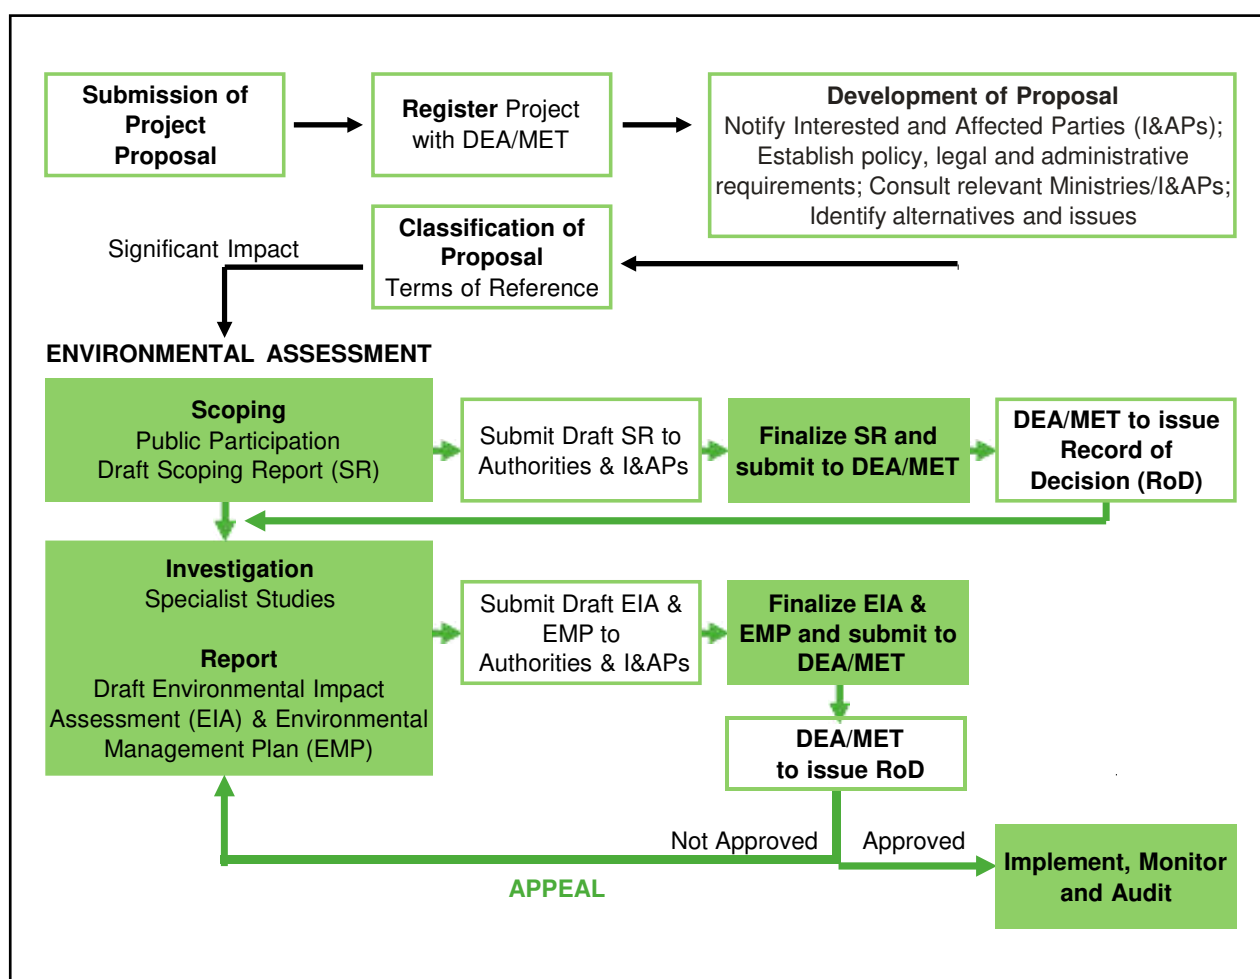 Submission of
Project
Proposal
Register Project
with DEA/MET
Development of Proposal
Notify Interested and Affected Parties (I&APs);
Establish policy, legal and administrative
requirements; Consult relevant Ministries/I&APs;
Identify alternatives and issues
Significant Impact
Classification of
Proposal
Terms of Reference
ENVIRONMENTAL ASSESSMENT
Scoping
Public Participation
Draft Scoping Report (SR)
Submit Draft SR to
Authorities & I&APs
Finalize SR and
submit to DEA/MET
DEA/MET to issue
Record of
Decision (RoD)
Investigation
Specialist Studies
Report
Draft Environmental Impact
Assessment (EIA) & Environmental
Management Plan (EMP)
Submit Draft EIA &
EMP to
Authorities & I&APs
Finalize EIA &
EMP and submit to
DEA/MET
DEA/MET
to issue RoD
Not Approved
Approved
APPEAL
Implement, Monitor
and Audit